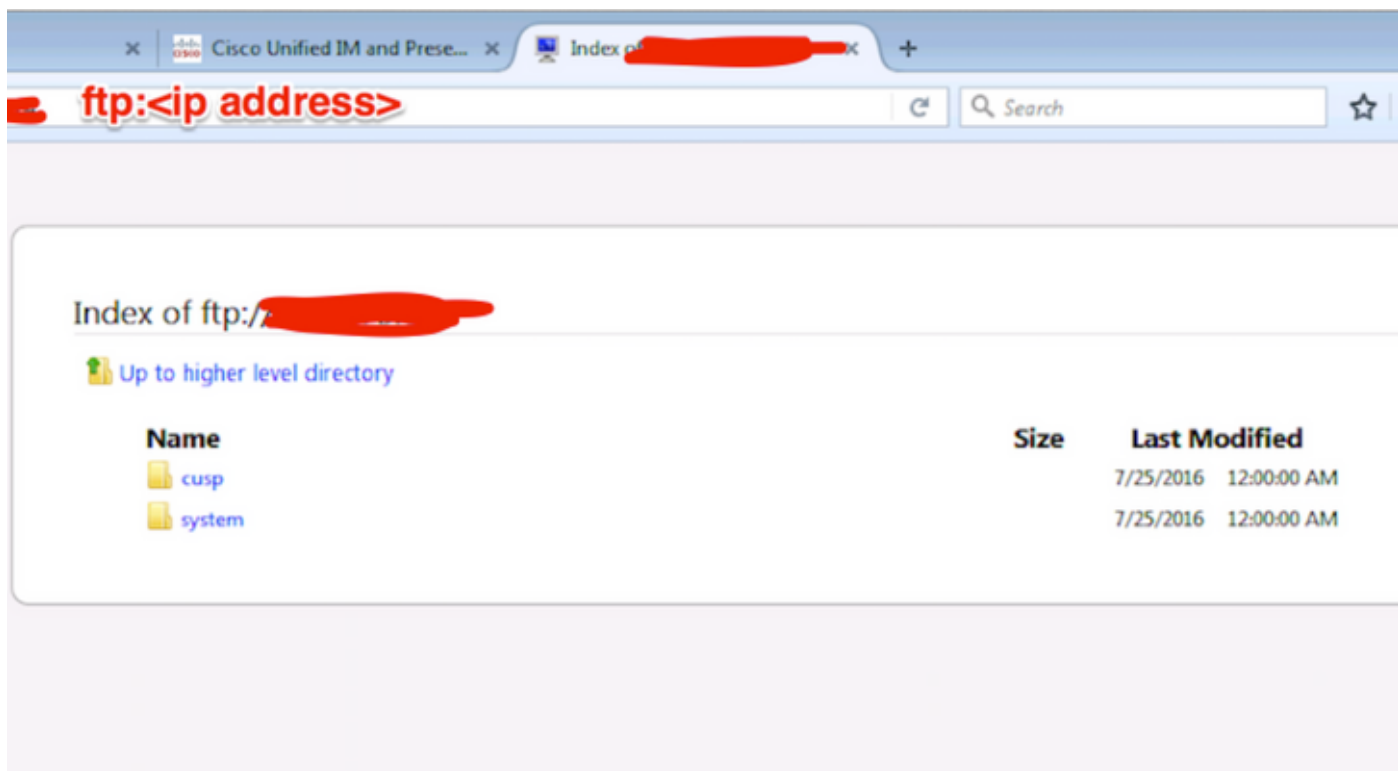 Cisco Unified IM and Prese...
Index of
ftp:<ip address>
Search
Index of ftp:/
Up to higher level directory
Name Size Last Modified
cusp 7/25/2016 12:00:00 AM
system 7/25/2016 12:00:00 AM